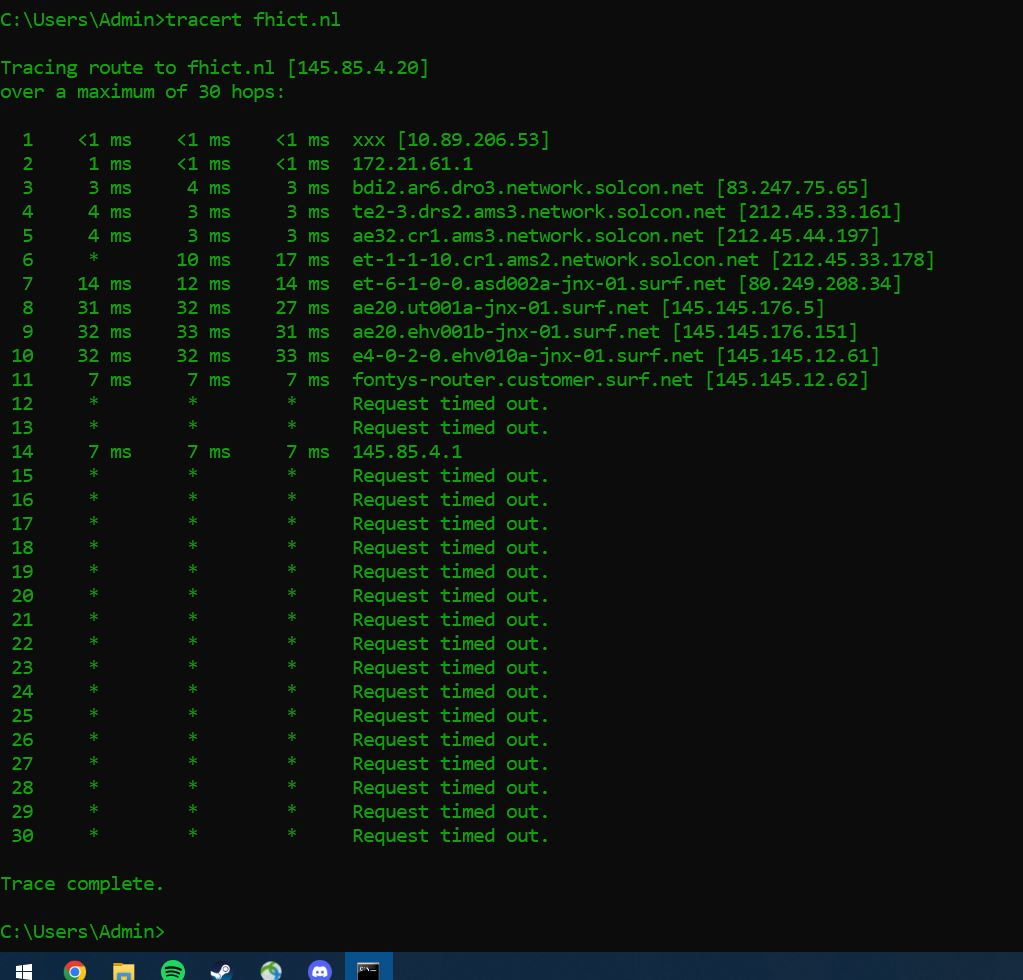 C:\Users\Admin>tracert fhict.nl
Tracing route to fhict.nl [145.85.4.20]
over a maximum of 30 hops:
1 <1 ms <1 ms <1 ms xxx [10.89.206.53]
2 1 ms <1 ms <1 ms 172.21.61.1
3 3 ms 4 ms 3 ms bdi2.ar6.dro3.network.solcon.net [83.247.75.65]
4 4 ms 3 ms 3 ms te2-3.drs2.ams3.network.solcon.net [212.45.33.161]
5 4 ms 3 ms 3 ms ae32.cr1.ams3.network.solcon.net [212.45.44.197]
6 * 10 ms 17 ms et-1-1-10.cr1.ams2.network.solcon.net [212.45.33.178]
7 14 ms 12 ms 14 ms et-6-1-0-0.asd002a-jnx-01.surf.net [80.249.208.34]
8 31 ms 32 ms 27 ms ae20.ut001a-jnx-01.surf.net [145.145.176.5]
9 32 ms 33 ms 31 ms ae20.ehv001b-jnx-01.surf.net [145.145.176.151]
10 32 ms 32 ms 33 ms e4-0-2-0.ehv010a-jnx-01.surf.net [145.145.12.61]
11 7 ms 7 ms 7 ms fontys-router.customer.surf.net [145.145.12.62]
12 * * * Request timed out.
13 * * * Request timed out.
14 7 ms 7 ms 7 ms 145.85.4.1
15 * * * Request timed out.
16 * * * Request timed out.
17 * * * Request timed out.
18 * * * Request timed out.
19 * * * Request timed out.
20 * * * Request timed out.
21 * * * Request timed out.
22 * * * Request timed out.
23 * * * Request timed out.
24 * * * Request timed out.
25 * * * Request timed out.
26 * * * Request timed out.
27 * * * Request timed out.
28 * * * Request timed out.
29 * * * Request timed out.
30 * * * Request timed out.
Trace complete.
C:\Users\Admin>